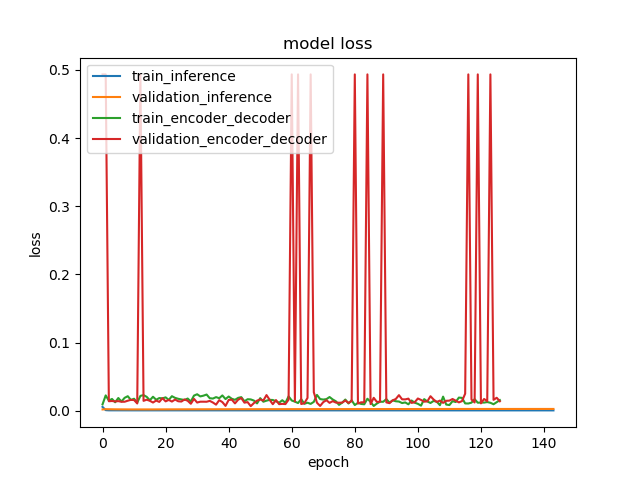 model loss
train_inference
validation_inference
train_encoder_decoder
validation_encoder_decoder
loss
0.5
0.4
0.3
0.2
0.1
0.0
0 20 40 60 80 100 120 140
epoch